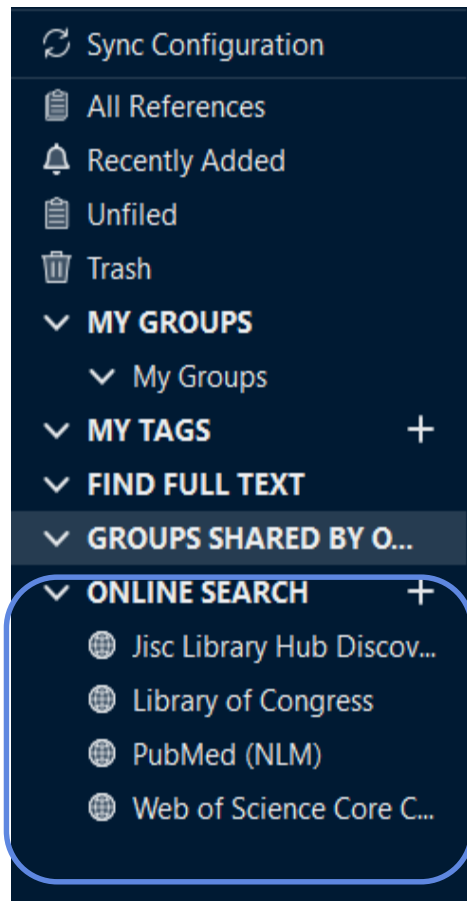 Sync Configuration
All References
Recently Added
Unfiled
Trash
MY GROUPS
My Groups
MY TAGS +
FIND FULL TEXT
GROUPS SHARED BY O...
ONLINE SEARCH +
Jisc Library Hub Discov...
Library of Congress
PubMed (NLM)
Web of Science Core C...